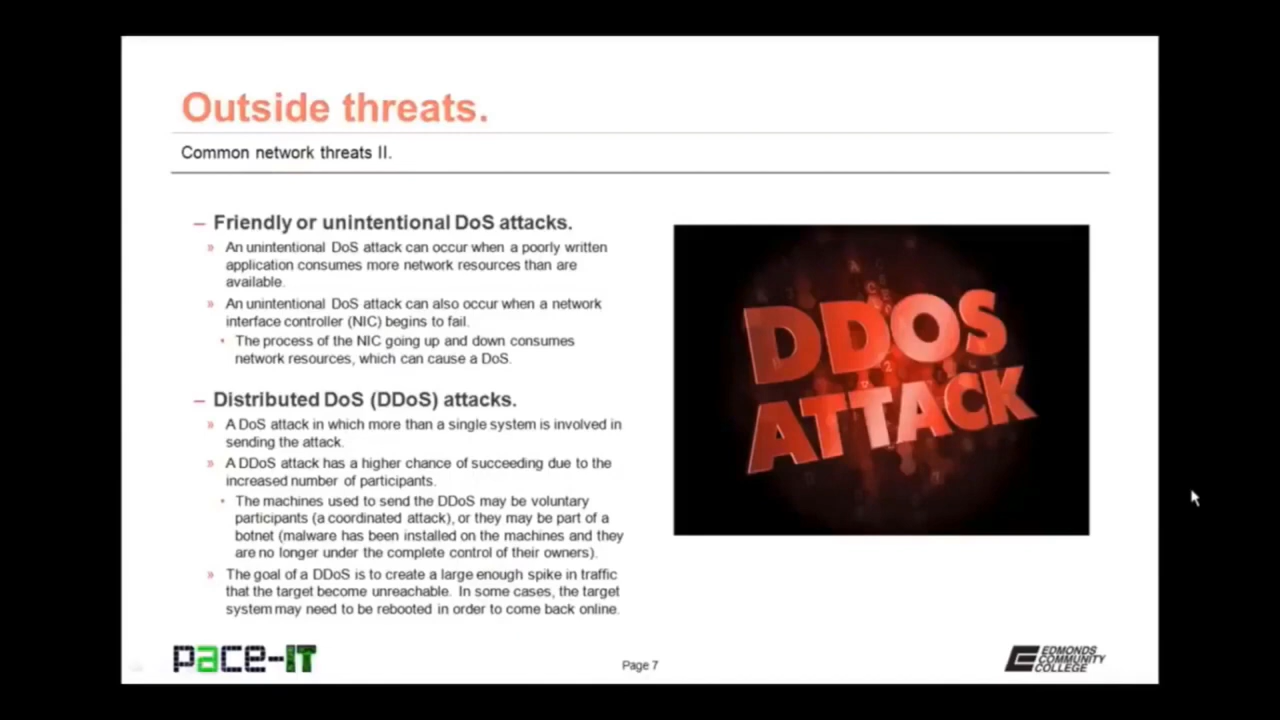 Outside threats.
Common network threats II.
– Friendly or unintentional DoS attacks.
» An unintentional DoS attack can occur when a poorly written
application consumes more network resources than are
available.
» An unintentional DoS attack can also occur when a network
interface controller (NIC) begins to fail.
• The process of the NIC going up and down consumes
network resources, which can cause a DoS.
– Distributed DoS (DDoS) attacks.
» A DoS attack in which more than a single system is involved in
sending the attack.
» A DDoS attack has a higher chance of succeeding due to the
increased number of participants.
• The machines used to send the DDoS may be voluntary
participants (a coordinated attack), or they may be part of a
botnet (malware has been installed on the machines and they
are no longer under the complete control of their owners).
» The goal of a DDoS is to create a large enough spike in traffic
that the target become unreachable. In some cases, the target
system may need to be rebooted in order to come back online.
DDOS
ATTACK
pace-IT
Page 7
EDMONDS
COMMUNITY
COLLEGE